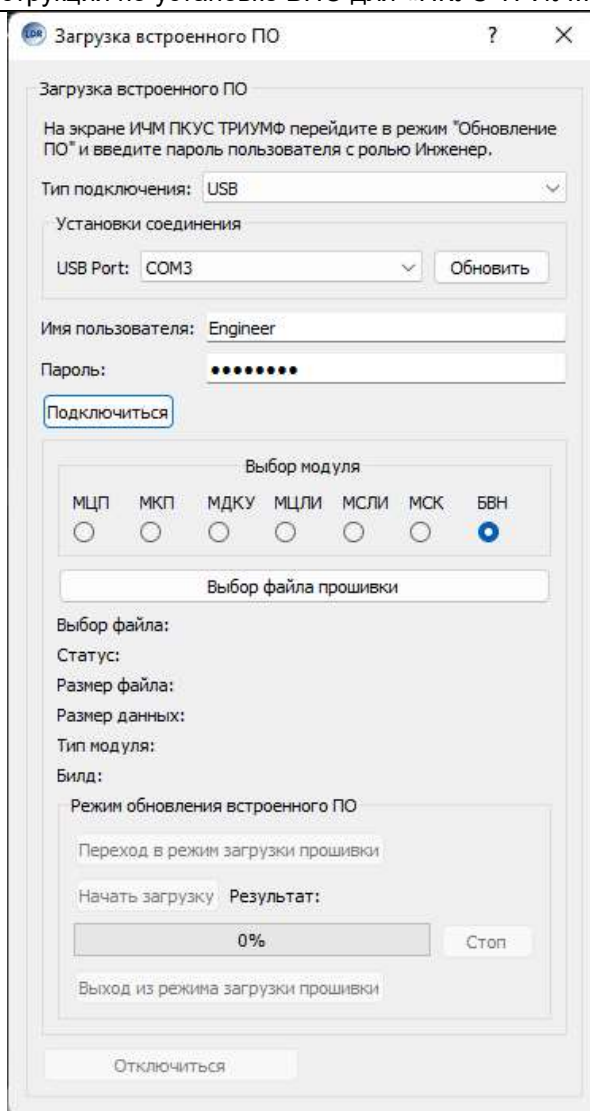 LDR Загрузка встроенного ПО ? X
Загрузка встроенного ПО
На экране ИЧМ ПКУС ТРИУМФ перейдите в режим "Обновление
ПО" и введите пароль пользователя с ролью Инженер.
Тип подключения: USB
Установки соединения
USB Port: COM3 Обновить
Имя пользователя: Engineer
Пароль: ••••••••
Подключиться
Выбор модуля
МЦП МКП МДКУ МЦЛИ МСЛИ МСК БВН
Выбор файла прошивки
Выбор файла:
Статус:
Размер файла:
Размер данных:
Тип модуля:
Билд:
Режим обновления встроенного ПО
Переход в режим загрузки прошивки
Начать загрузку Результат:
0% Стоп
Выход из режима загрузки прошивки
Отключиться